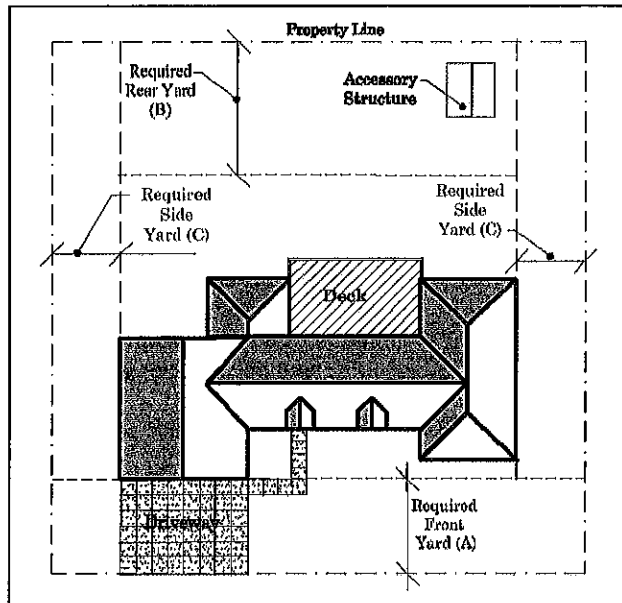 Property Line
Required
Rear Yard
(B)
Accessory
Structure
Required
Side
Yard (C)
Required
Side
Yard (C)
Deck
Driveway
Required
Front
Yard (A)